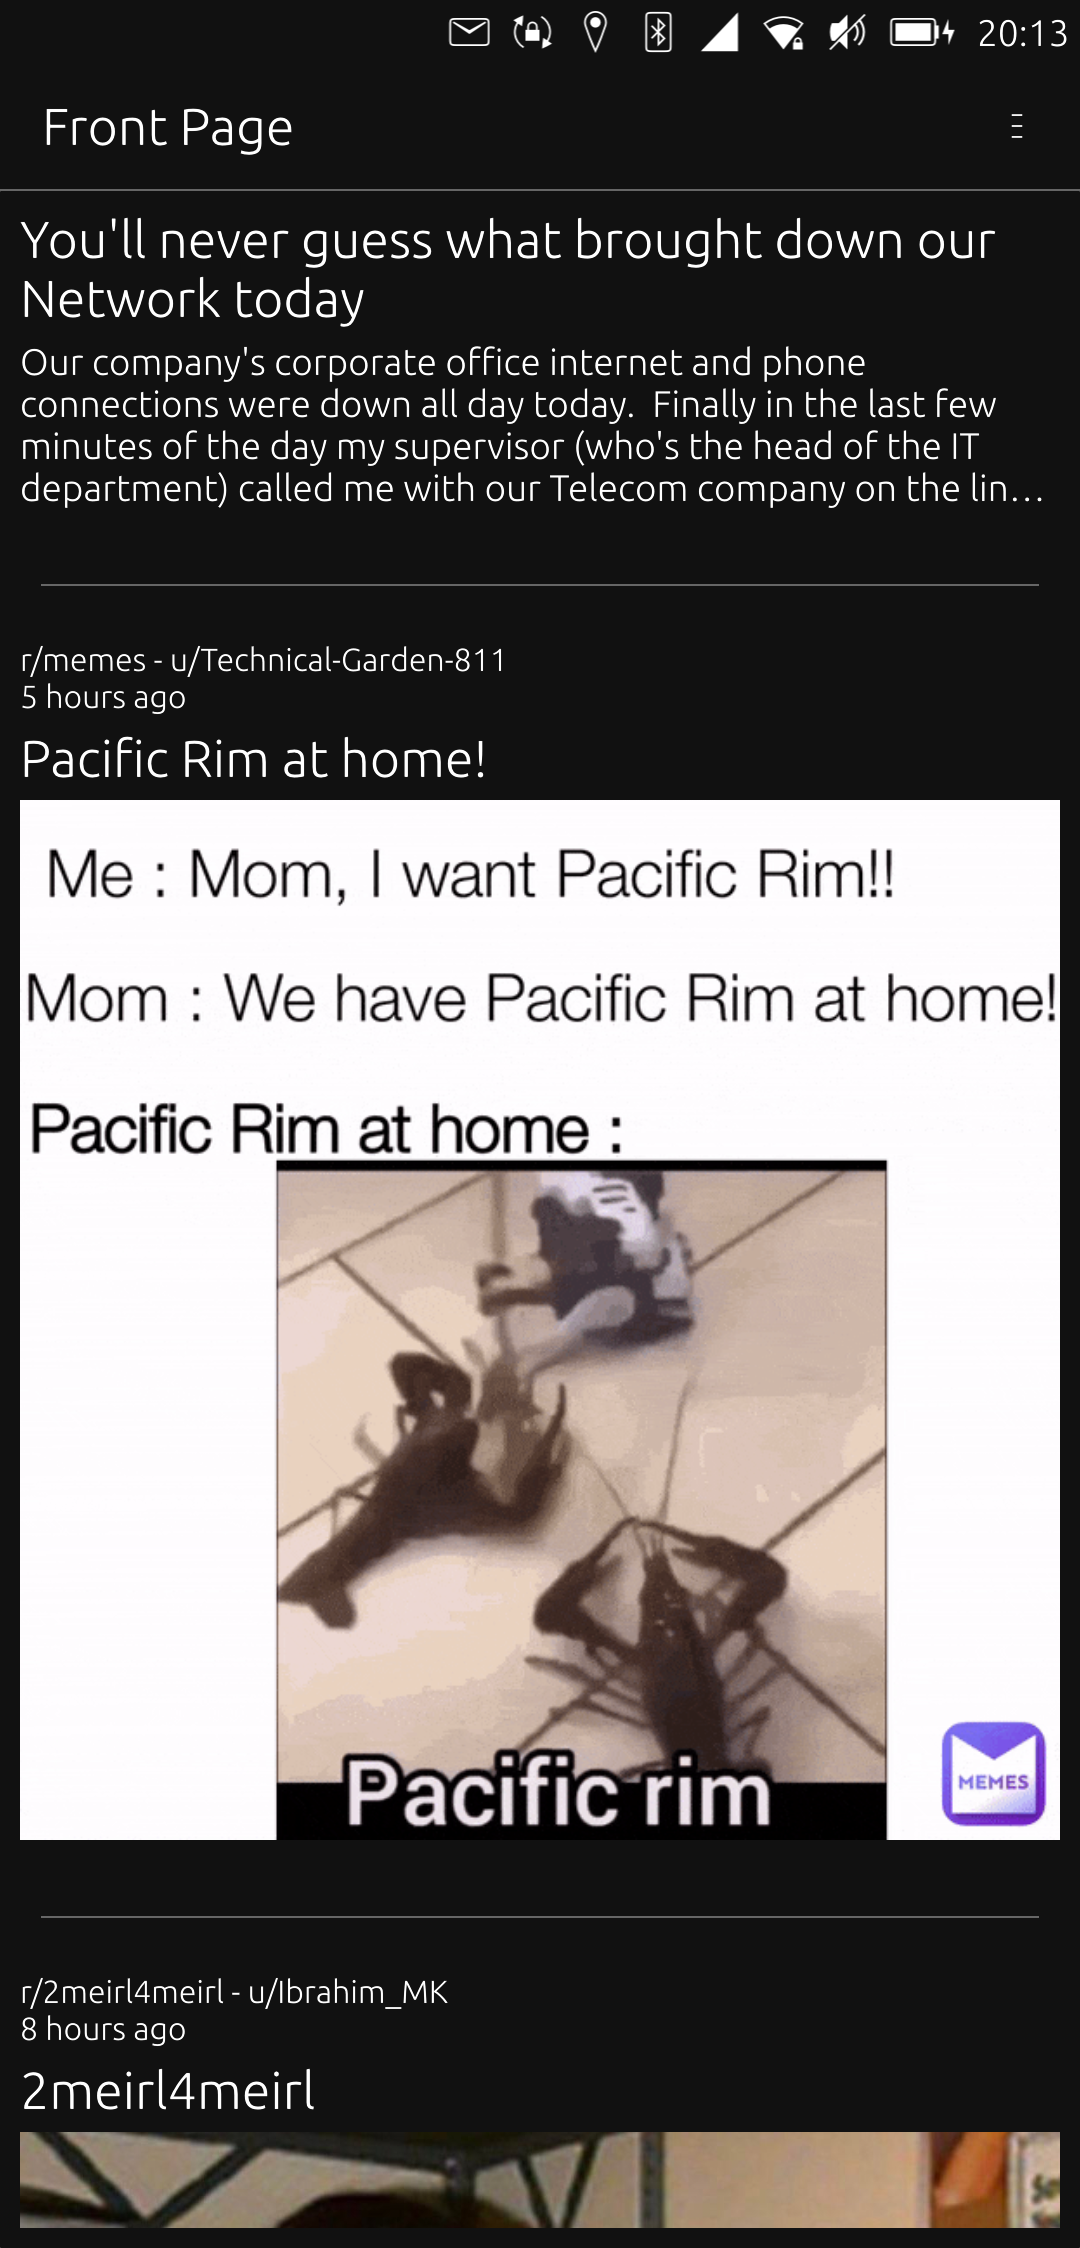 20:13
Front Page
You'll never guess what brought down our
Network today
Our company's corporate office internet and phone
connections were down all day today.  Finally in the last few
minutes of the day my supervisor (who's the head of the IT
department) called me with our Telecom company on the lin…
r/memes - u/Technical-Garden-811
5 hours ago
Pacific Rim at home!
Me : Mom, I want Pacific Rim!!
Mom : We have Pacific Rim at home!
Pacific Rim at home :
Pacific rim
MEMES
r/2meirl4meirl - u/Ibrahim_MK
8 hours ago
2meirl4meirl